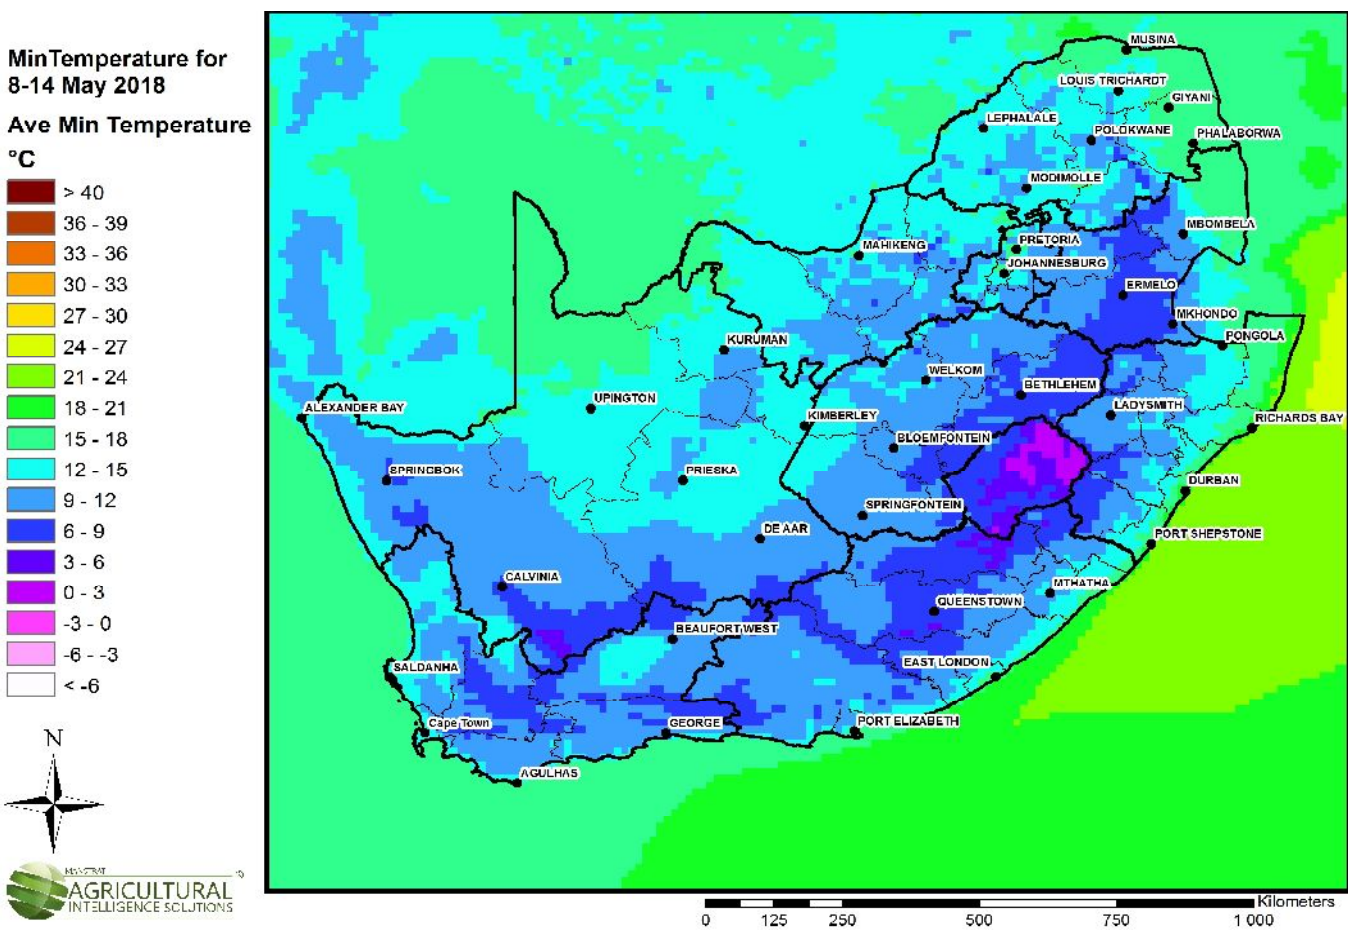 MinTemperature for
8-14 May 2018
Ave Min Temperature
°C
> 40
36 - 39
33 - 36
30 - 33
27 - 30
24 - 27
21 - 24
18 - 21
15 - 18
12 - 15
9 - 12
6 - 9
3 - 6
0 - 3
-3 - 0
-6 - -3
< -6
N
MANSTRAT
AGRICULTURAL
INTELLIGENCE SOLUTIONS
MUSINA
LOUIS TRICHARDT
GIYANI
LEPHALALE
POLOKWANE
PHALABORWA
MODIMOLLE
MBOMBELA
MAHIKENG
PRETORIA
JOHANNESBURG
ERMELO
MKHONDO
PONGOLA
KURUMAN
WELKOM
BETHLEHEM
UPINGTON
ALEXANDER BAY
KIMBERLEY
LADYSMITH
RICHARDS BAY
BLOEMFONTEIN
SPRINGBOK
PRIESKA
DURBAN
SPRINGFONTEIN
DE AAR
PORT SHEPSTONE
CALVINIA
MTHATHA
QUEENSTOWN
BEAUFORT WEST
EAST LONDON
SALDANHA
Cape Town
GEORGE
PORT ELIZABETH
AGULHAS
Kilometers
0 125 250 500 750 1 000